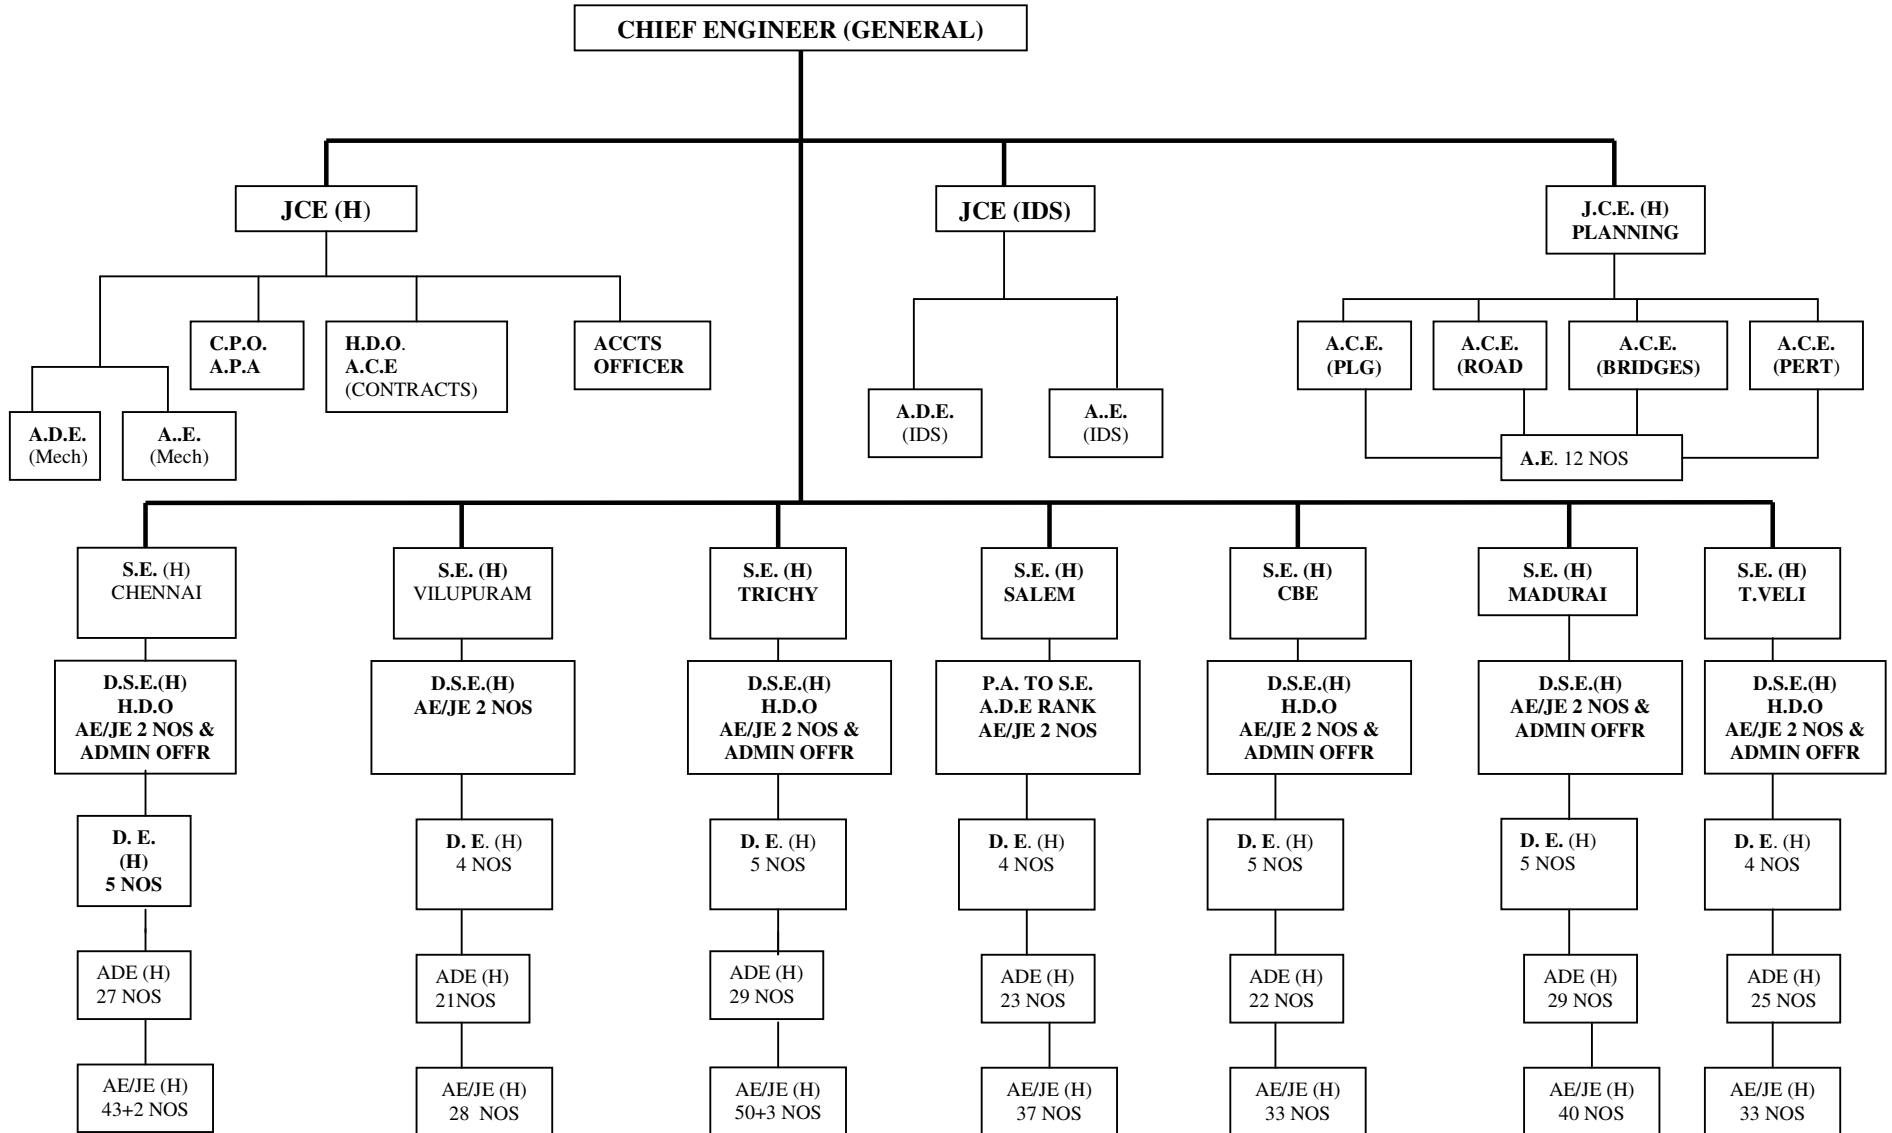 CHIEF ENGINEER (GENERAL)
JCE (H)
JCE (IDS)
J.C.E. (H)
PLANNING
C.P.O.
A.P.A
H.D.O.
A.C.E
(CONTRACTS)
ACCTS
OFFICER
A.C.E.
(PLG)
A.C.E.
(ROAD
A.C.E.
(BRIDGES)
A.C.E.
(PERT)
A.D.E.
(Mech)
A..E.
(Mech)
A.D.E.
(IDS)
A..E.
(IDS)
A.E. 12 NOS
S.E. (H)
CHENNAI
S.E. (H)
VILUPURAM
S.E. (H)
TRICHY
S.E. (H)
SALEM
S.E. (H)
CBE
S.E. (H)
MADURAI
S.E. (H)
T.VELI
D.S.E.(H)
H.D.O
AE/JE 2 NOS &
ADMIN OFFR
D.S.E.(H)
AE/JE 2 NOS
D.S.E.(H)
H.D.O
AE/JE 2 NOS &
ADMIN OFFR
P.A. TO S.E.
A.D.E RANK
AE/JE 2 NOS
D.S.E.(H)
H.D.O
AE/JE 2 NOS &
ADMIN OFFR
D.S.E.(H)
AE/JE 2 NOS &
ADMIN OFFR
D.S.E.(H)
H.D.O
AE/JE 2 NOS &
ADMIN OFFR
D. E.
(H)
5 NOS
D. E. (H)
4 NOS
D. E. (H)
5 NOS
D. E. (H)
4 NOS
D. E. (H)
5 NOS
D. E. (H)
5 NOS
D. E. (H)
4 NOS
ADE (H)
27 NOS
ADE (H)
21NOS
ADE (H)
29 NOS
ADE (H)
23 NOS
ADE (H)
22 NOS
ADE (H)
29 NOS
ADE (H)
25 NOS
AE/JE (H)
43+2 NOS
AE/JE (H)
28 NOS
AE/JE (H)
50+3 NOS
AE/JE (H)
37 NOS
AE/JE (H)
33 NOS
AE/JE (H)
40 NOS
AE/JE (H)
33 NOS